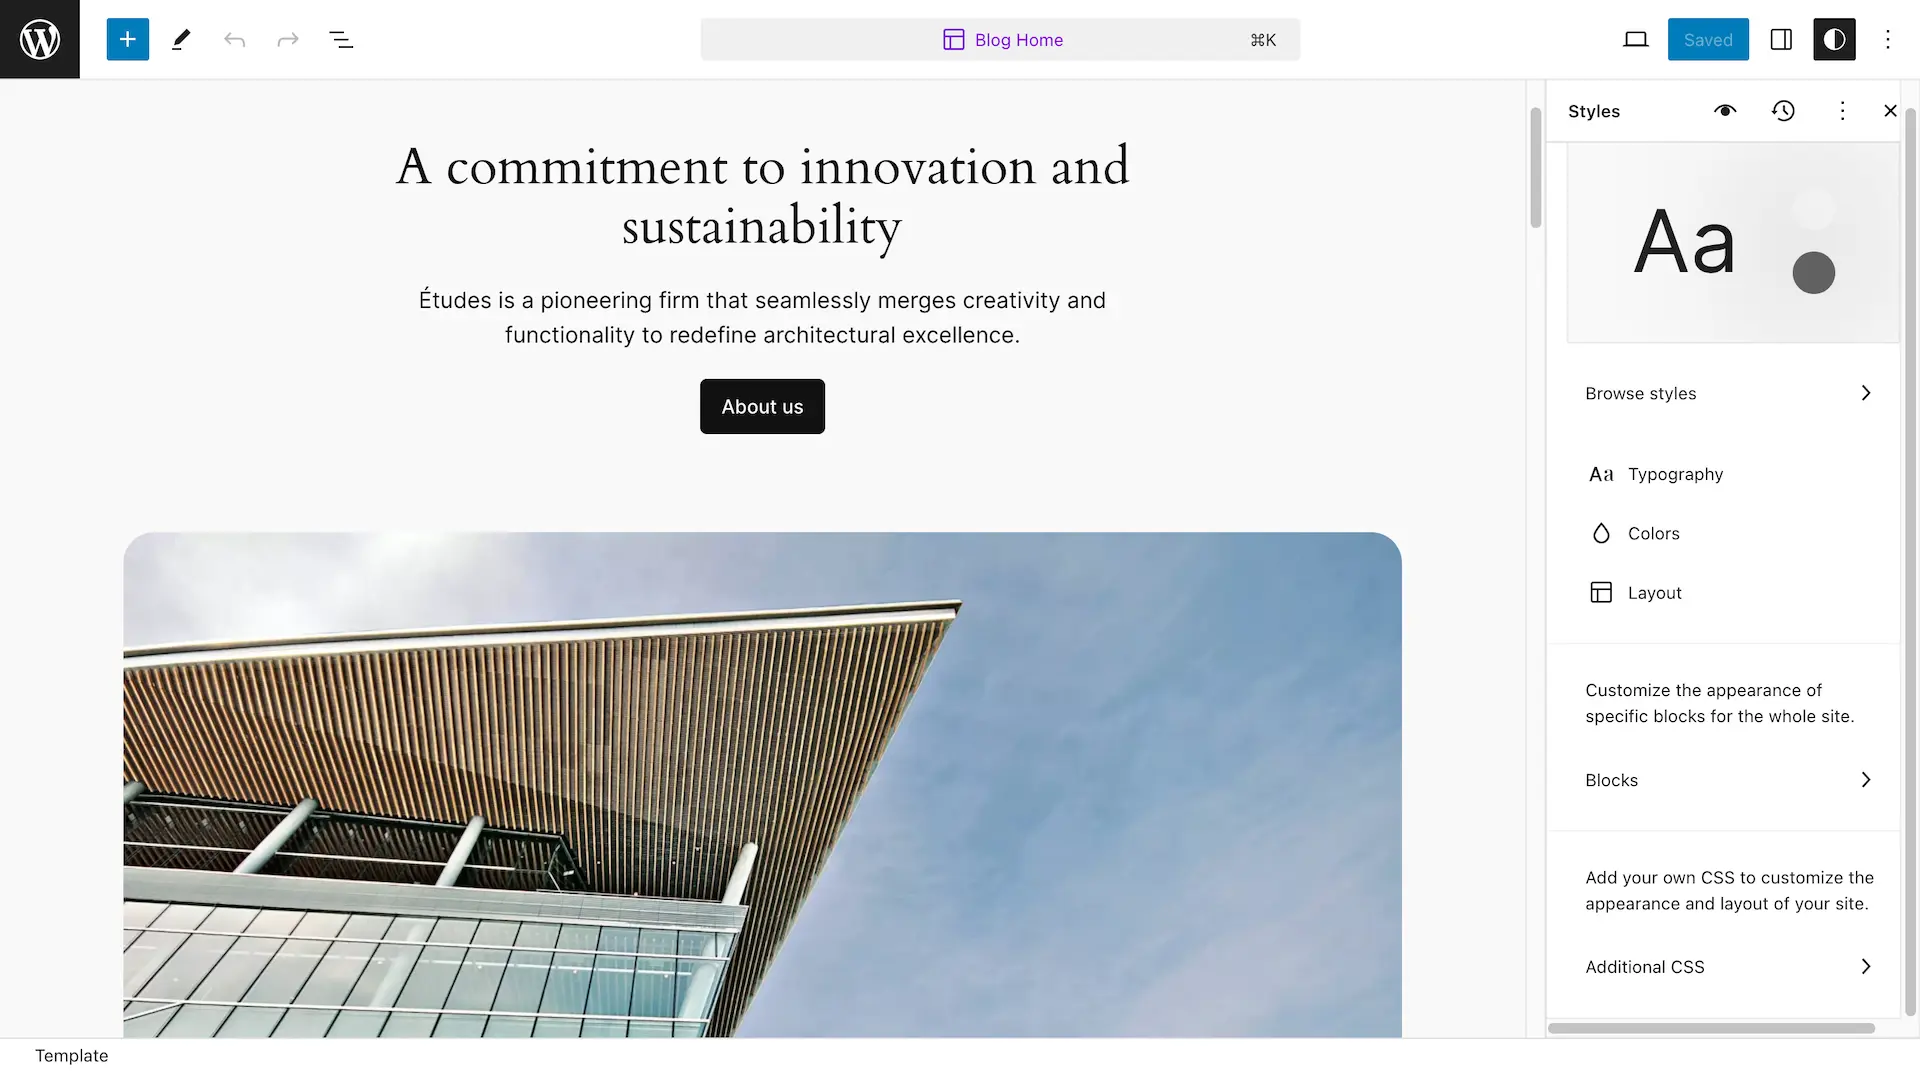 Blog Home
⌘K
Saved
A commitment to innovation and
sustainability
Études is a pioneering firm that seamlessly merges creativity and
functionality to redefine architectural excellence.
About us
Styles
Aa
Browse styles
Aa Typography
Colors
Layout
Customize the appearance of
specific blocks for the whole site.
Blocks
Add your own CSS to customize the
appearance and layout of your site.
Additional CSS
Template